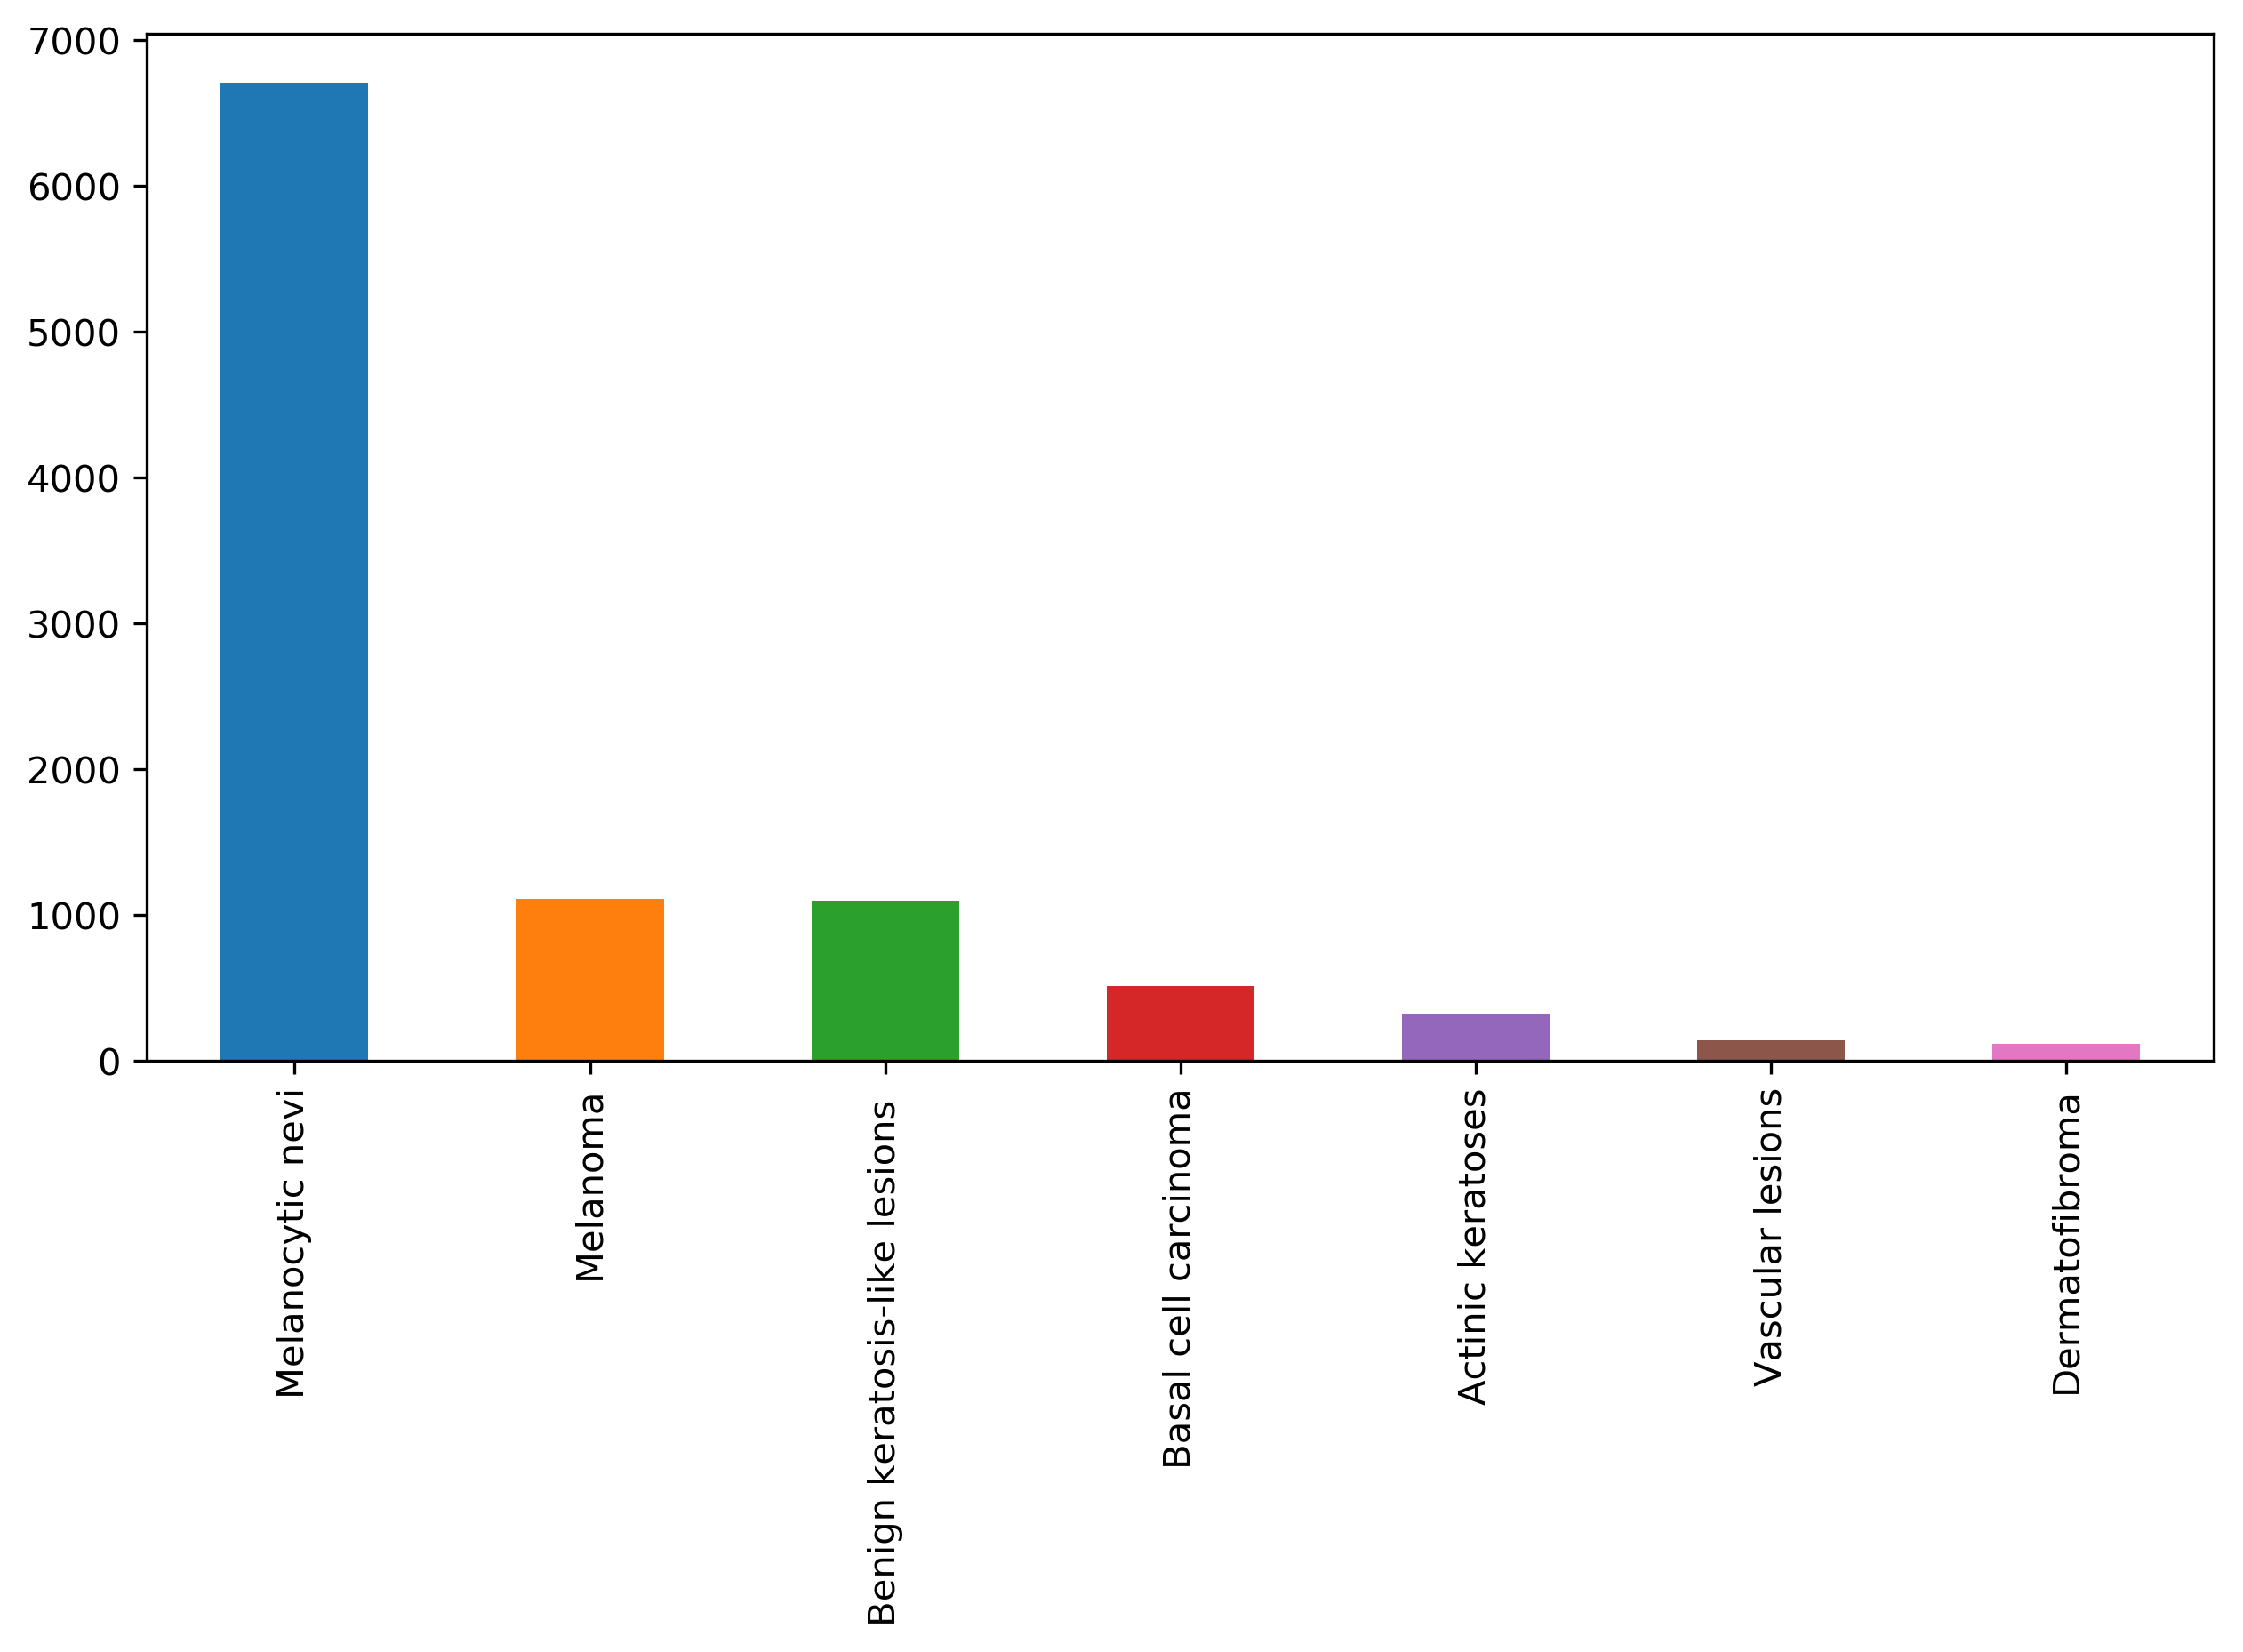 7000
6000
5000
4000
3000
2000
1000
0
Melanocytic nevi
Melanoma
Benign keratosis-like lesions
Basal cell carcinoma
Actinic keratoses
Vascular lesions
Dermatofibroma